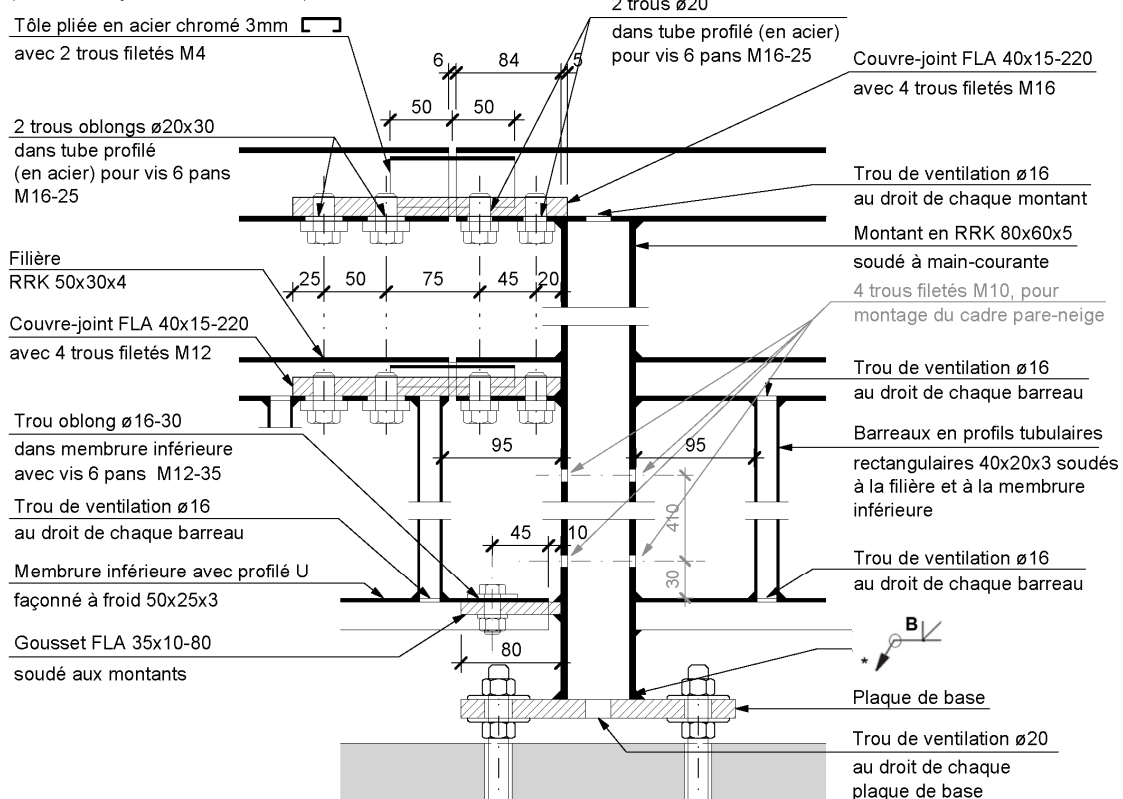 Tôle pliée en acier chromé 3mm
avec 2 trous filetés M4
2 trous oblongs ø20x30
dans tube profilé
(en acier) pour vis 6 pans
M16-25
Filière
RRK 50x30x4
Couvre-joint FLA 40x15-220
avec 4 trous filetés M12
Trou oblong ø16-30
dans membrure inférieure
avec vis 6 pans M12-35
Trou de ventilation ø16
au droit de chaque barreau
Membrure inférieure avec profilé U
façonné à froid 50x25x3
Gousset FLA 35x10-80
soudé aux montants
2 trous ø20
dans tube profilé (en acier)
pour vis 6 pans M16-25
6 84 5
50 50
25 50 75 45 20
95 95
45 10
410
30
80
Couvre-joint FLA 40x15-220
avec 4 trous filetés M16
Trou de ventilation ø16
au droit de chaque montant
Montant en RRK 80x60x5
soudé à main-courante
4 trous filetés M10, pour
montage du cadre pare-neige
Trou de ventilation ø16
au droit de chaque barreau
Barreaux en profils tubulaires
rectangulaires 40x20x3 soudés
à la filière et à la membrure
inférieure
Trou de ventilation ø16
au droit de chaque barreau
B
*
Plaque de base
Trou de ventilation ø20
au droit de chaque
plaque de base